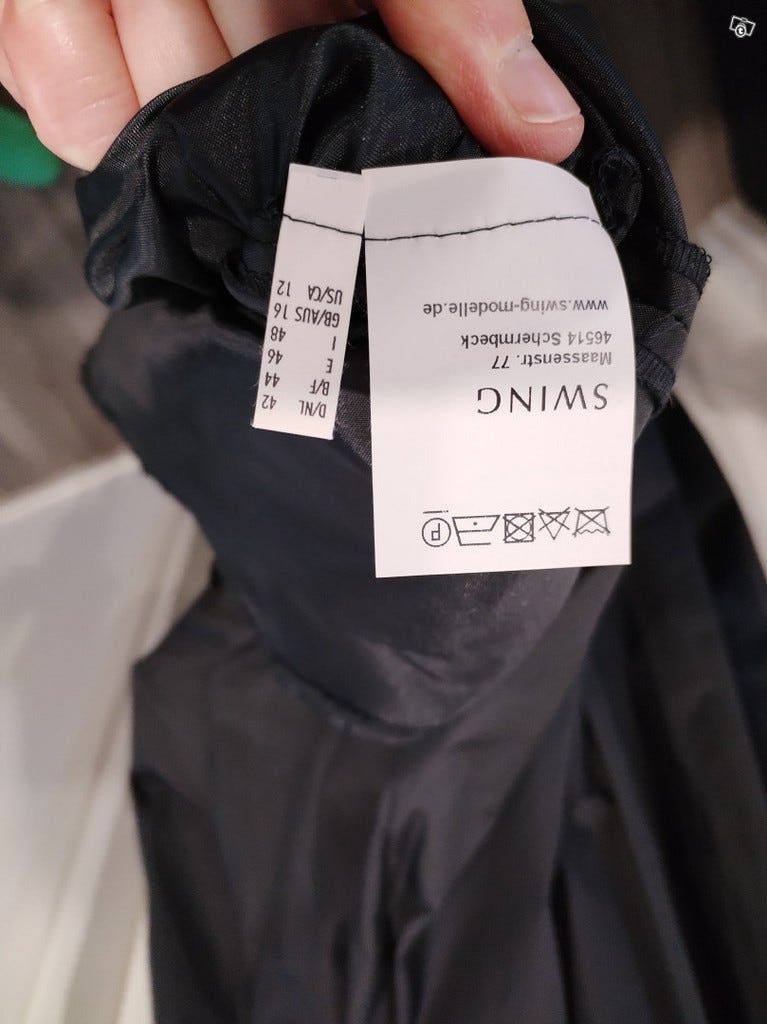 SWING
Maassenstr. 77
46514 Schermbeck
www.swing-modelle.de
P
D/NL 42
B/F 44
E 46
I 48
GB/AUS 16
US/CA 12